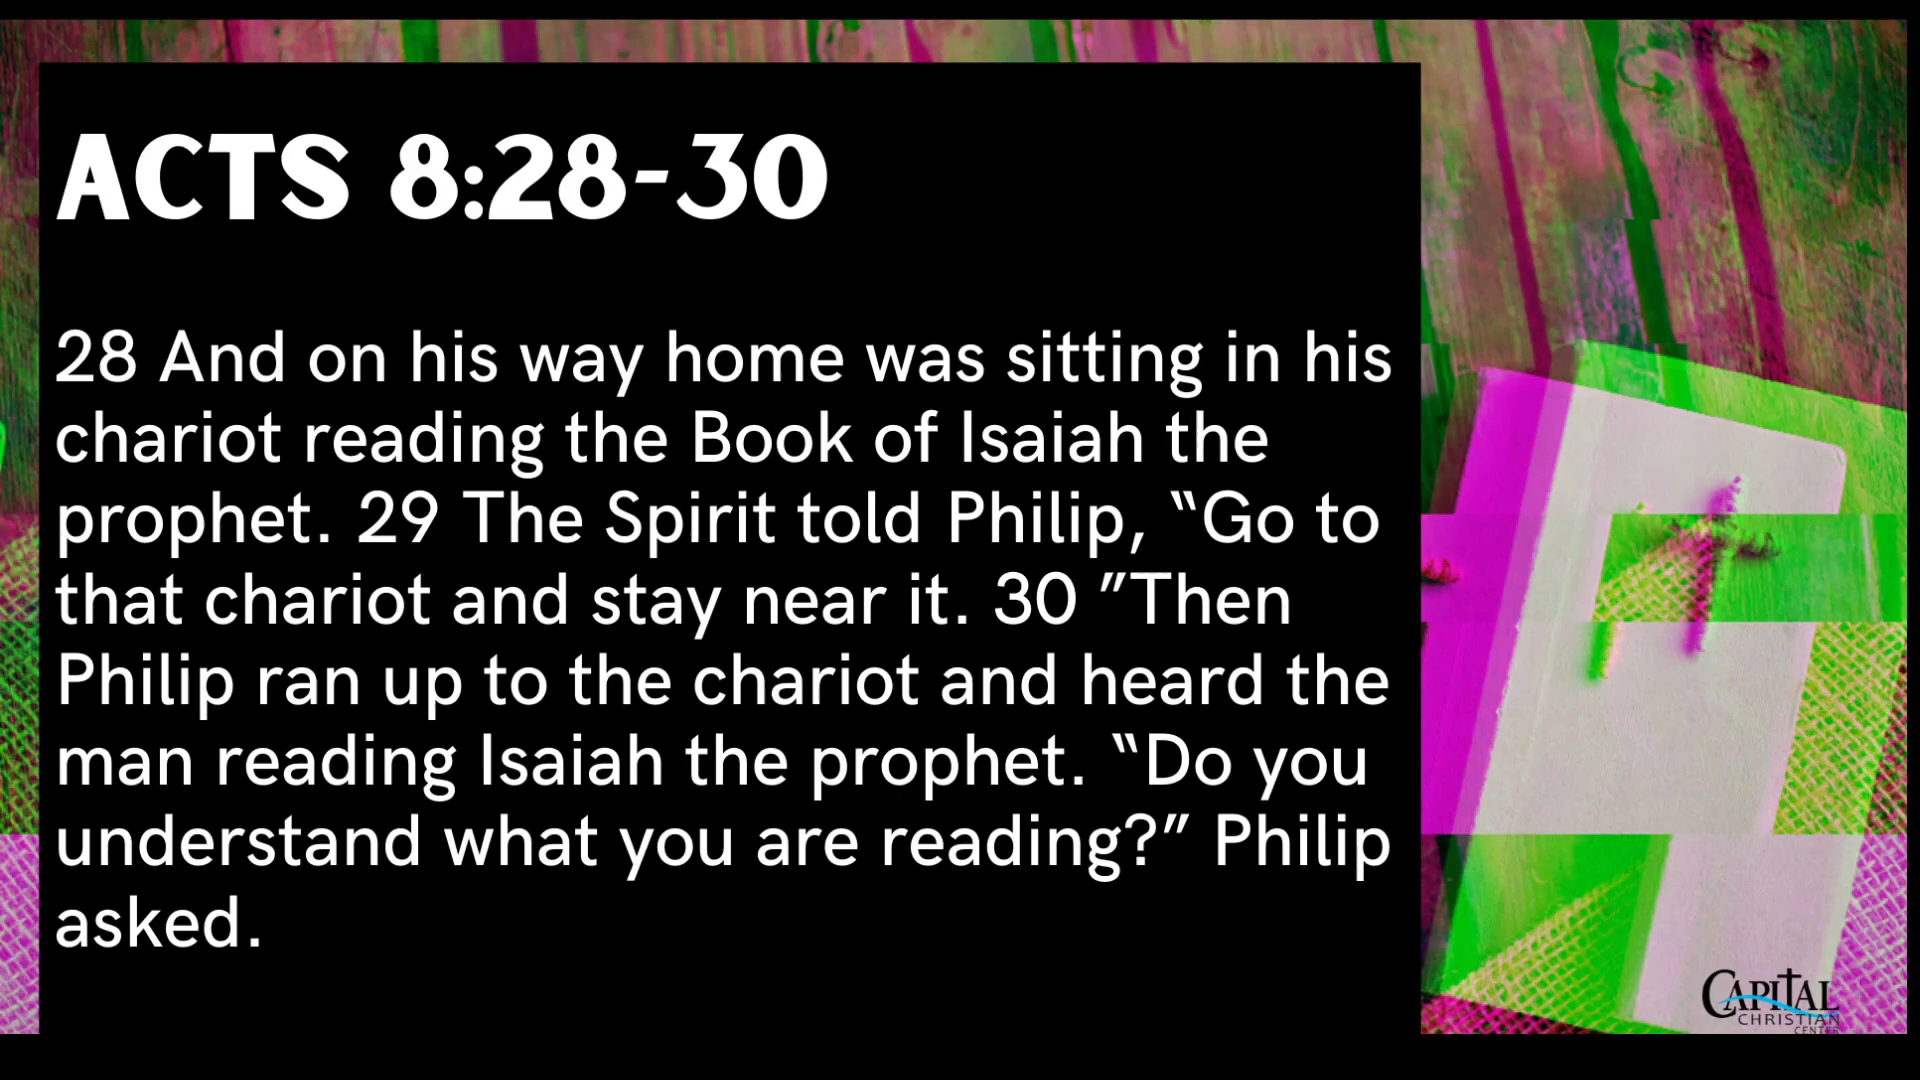 ACTS 8:28-30
28 And on his way home was sitting in his
chariot reading the Book of Isaiah the
prophet. 29 The Spirit told Philip, “Go to
that chariot and stay near it. 30 ”Then
Philip ran up to the chariot and heard the
man reading Isaiah the prophet. “Do you
understand what you are reading?” Philip
asked.
CAPITAL
CHRISTIAN
CENTER